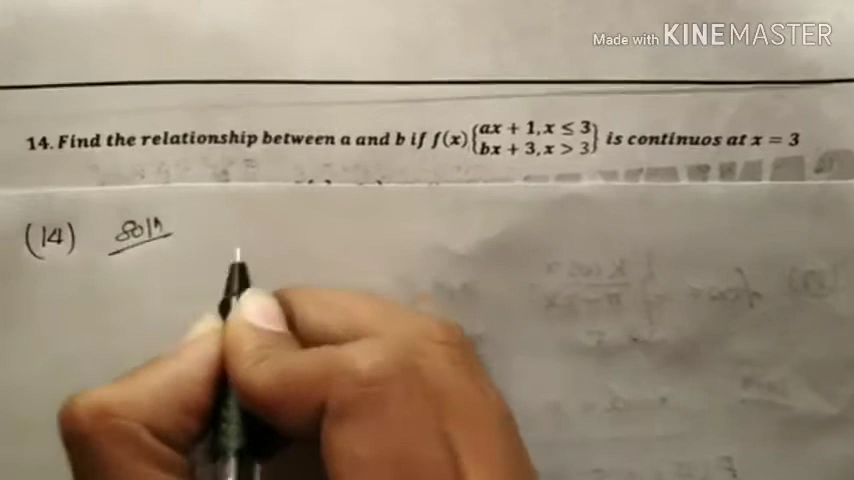 Made with KINEMASTER
14. Find the relationship between a and b if f(x) {ax + 1, x ≤ 3
bx + 3, x > 3} is continuos at x = 3
(14) Soln